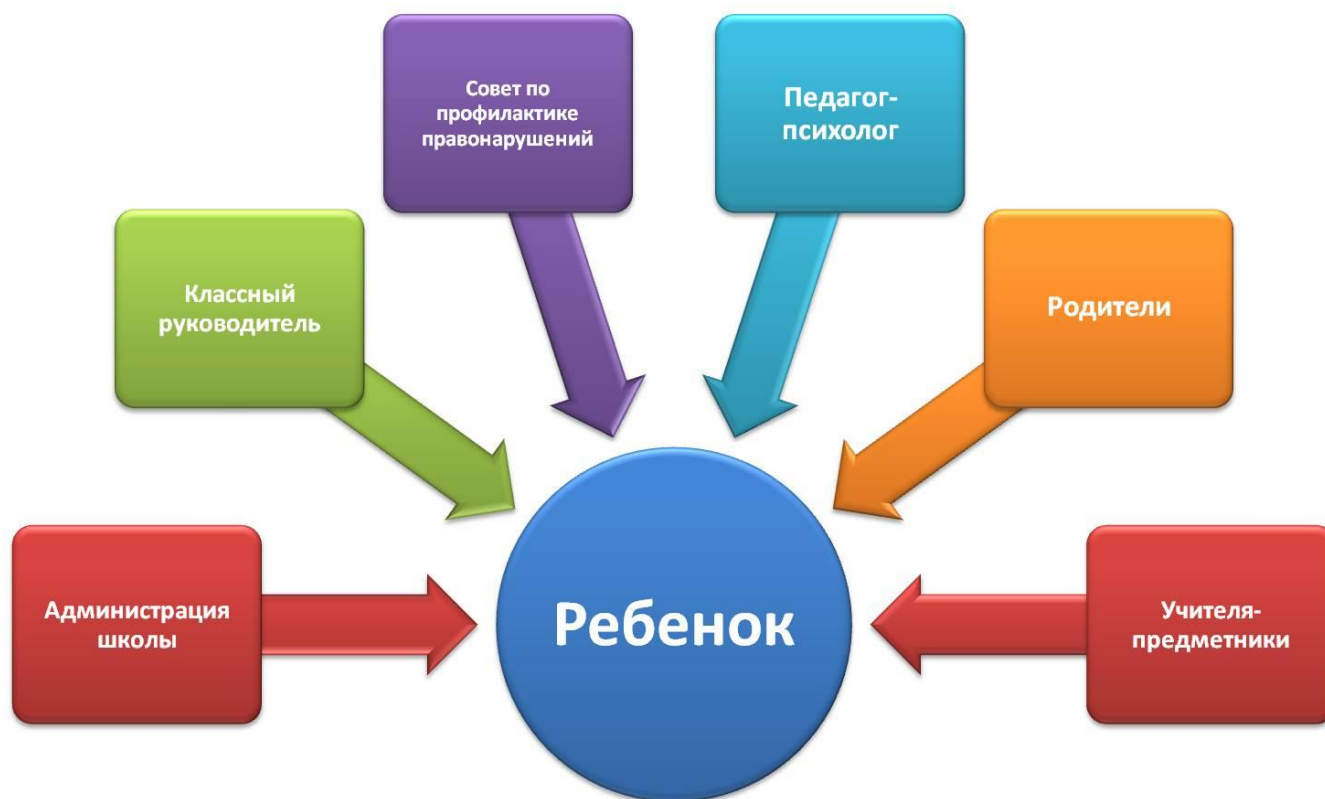 Совет по
профилактике
правонарушений
Педагог-
психолог
Классный
руководитель
Родители
Администрация
школы
Ребенок
Учителя-
предметники